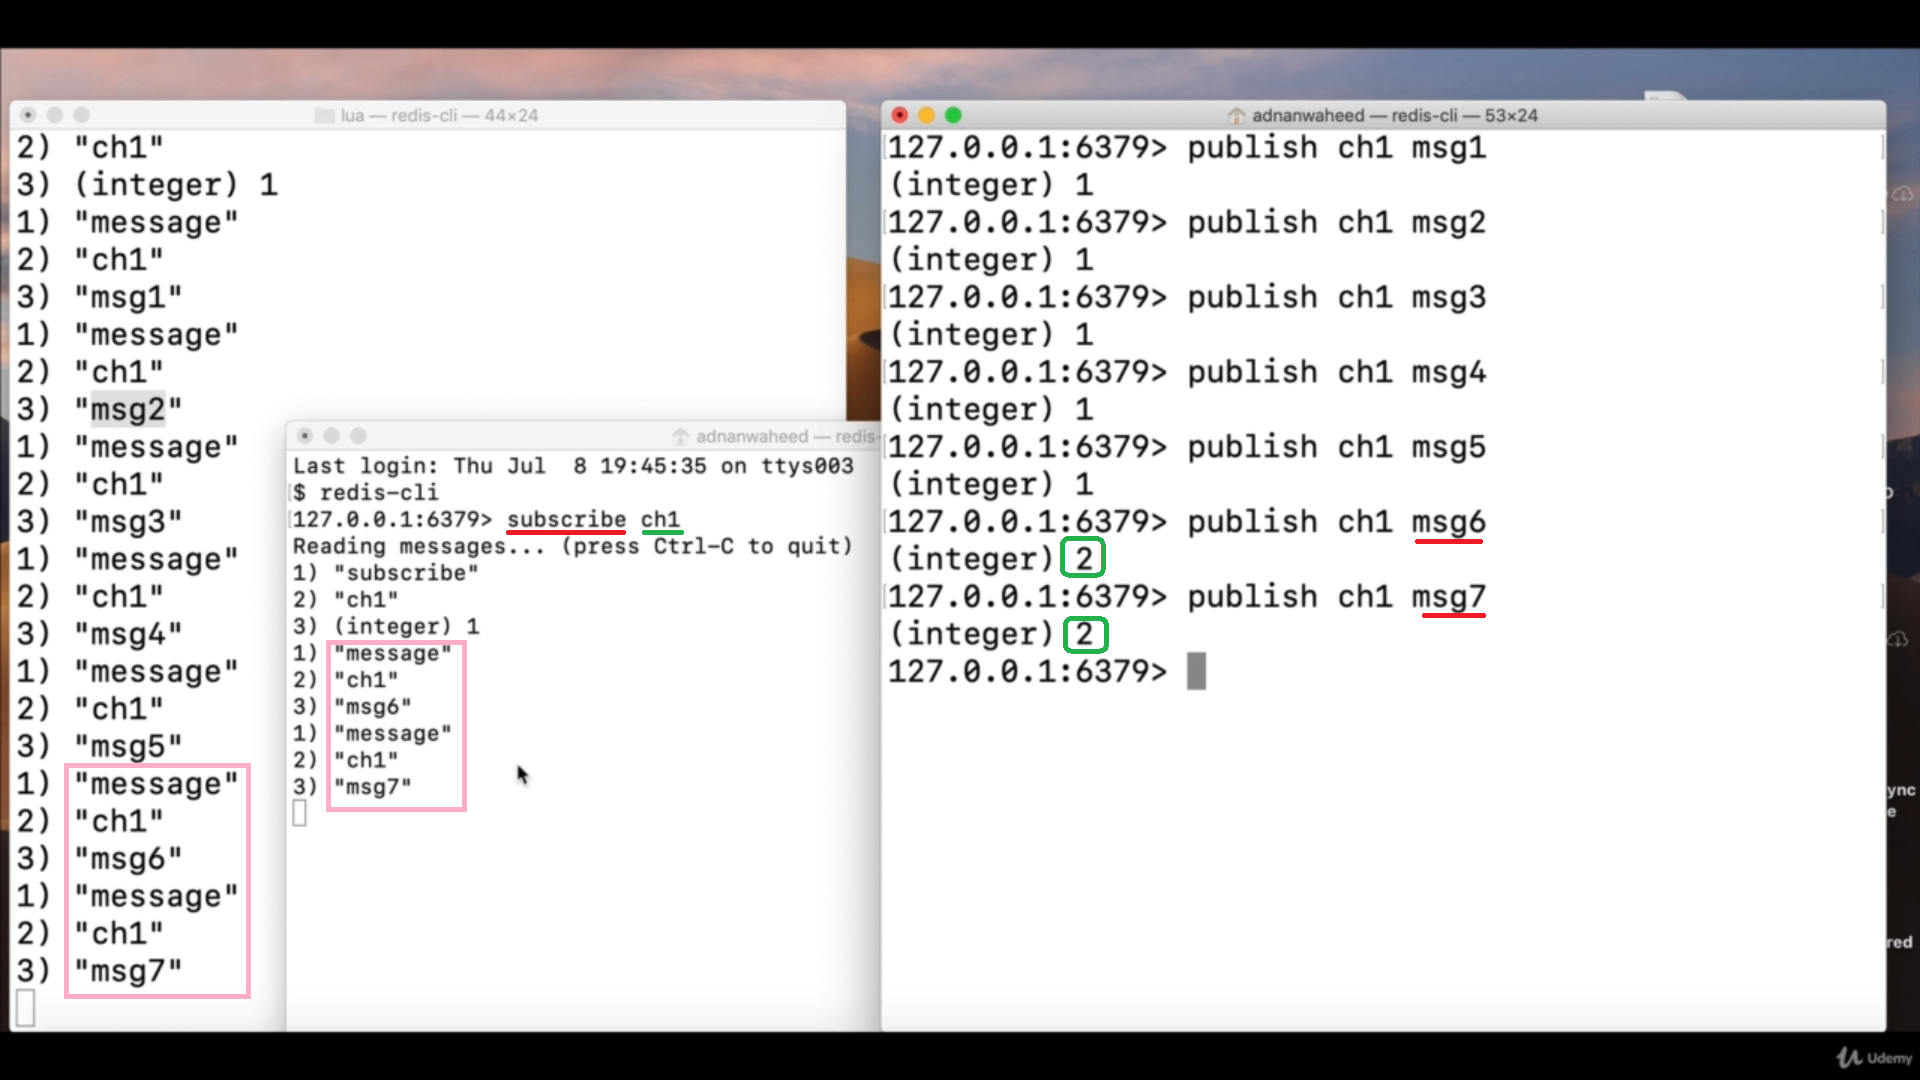 lua — redis-cli — 44×24
2) "ch1"
3) (integer) 1
1) "message"
2) "ch1"
3) "msg1"
1) "message"
2) "ch1"
3) "msg2"
1) "message"
2) "ch1"
3) "msg3"
1) "message"
2) "ch1"
3) "msg4"
1) "message"
2) "ch1"
3) "msg5"
1) "message"
2) "ch1"
3) "msg6"
1) "message"
2) "ch1"
3) "msg7"
adnanwaheed — redis-
Last login: Thu Jul  8 19:45:35 on ttys003
$ redis-cli
127.0.0.1:6379> subscribe ch1
Reading messages... (press Ctrl-C to quit)
1) "subscribe"
2) "ch1"
3) (integer) 1
1) "message"
2) "ch1"
3) "msg6"
1) "message"
2) "ch1"
3) "msg7"
adnanwaheed — redis-cli — 53×24
127.0.0.1:6379> publish ch1 msg1
(integer) 1
127.0.0.1:6379> publish ch1 msg2
(integer) 1
127.0.0.1:6379> publish ch1 msg3
(integer) 1
127.0.0.1:6379> publish ch1 msg4
(integer) 1
127.0.0.1:6379> publish ch1 msg5
(integer) 1
127.0.0.1:6379> publish ch1 msg6
(integer) 2
127.0.0.1:6379> publish ch1 msg7
(integer) 2
127.0.0.1:6379>
ync
e
red
Udemy